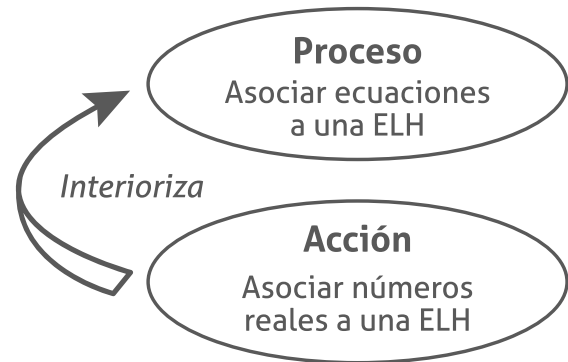 Proceso
Asociar ecuaciones
a una ELH
Interioriza
Acción
Asociar números
reales a una ELH